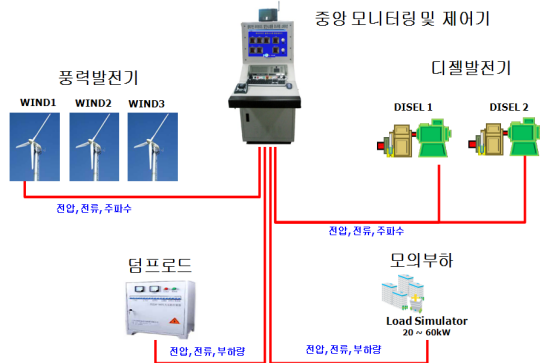 중앙 모니터링 및 제어기
풍력발전기
디젤발전기
WIND1 WIND2 WIND3
DISEL 1 DISEL 2
전압, 전류, 주파수
전압, 전류, 주파수
덤프로드
모의부하
Load Simulator
20 ~ 60kW
전압, 전류, 부하량
전압, 전류, 부하량